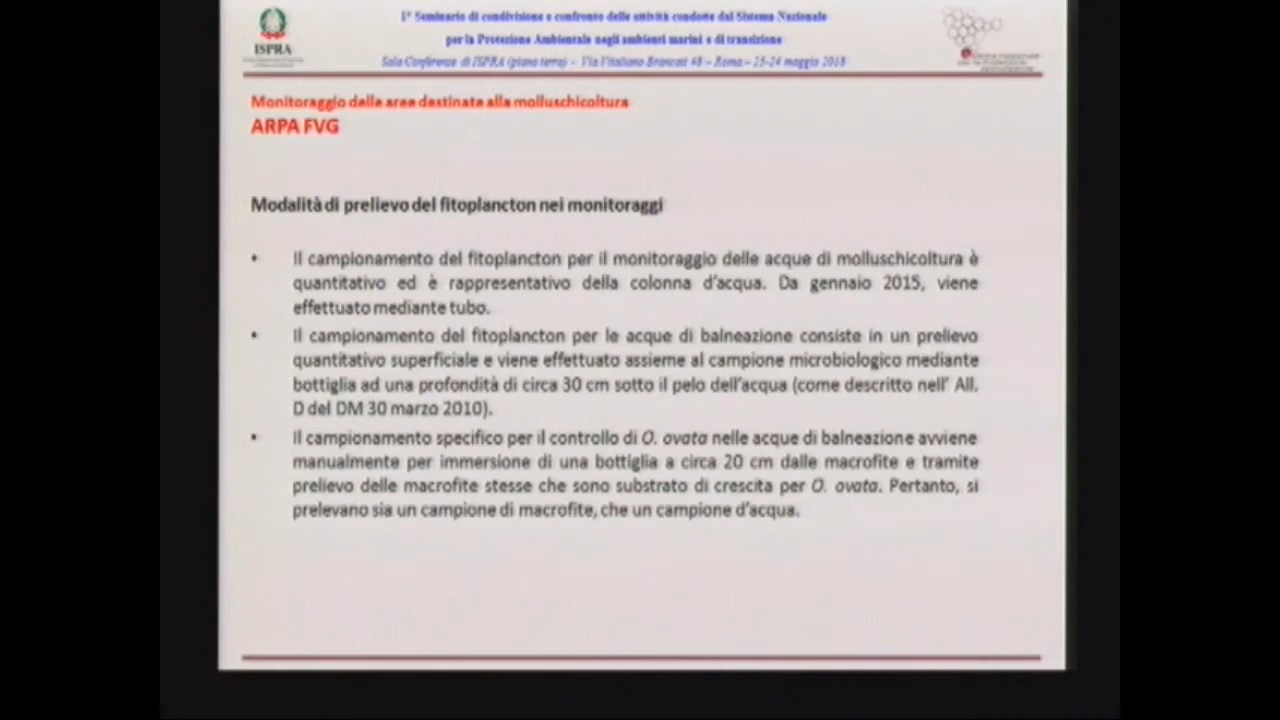 1° Seminario di condivisione e confronto delle attività condotte dal Sistema Nazionale
per la Protezione Ambientale negli ambienti marini e di transizione
Sala Conferenze di ISPRA (piano terra) - Via Vitaliano Brancati 48 – Roma – 23-24 maggio 2018
ISPRA
Monitoraggio delle aree destinate alla molluschicoltura
ARPA FVG
Modalità di prelievo del fitoplancton nei monitoraggi
• Il campionamento del fitoplancton per il monitoraggio delle acque di molluschicoltura è
quantitativo ed è rappresentativo della colonna d'acqua. Da gennaio 2015, viene
effettuato mediante tubo.
• Il campionamento del fitoplancton per le acque di balneazione consiste in un prelievo
quantitativo superficiale e viene effettuato assieme al campione microbiologico mediante
bottiglia ad una profondità di circa 30 cm sotto il pelo dell'acqua (come descritto nell' All.
D del DM 30 marzo 2010).
• Il campionamento specifico per il controllo di O. ovata nelle acque di balneazione avviene
manualmente per immersione di una bottiglia a circa 20 cm dalle macrofite e tramite
prelievo delle macrofite stesse che sono substrato di crescita per O. ovata. Pertanto, si
prelevano sia un campione di macrofite, che un campione d'acqua.